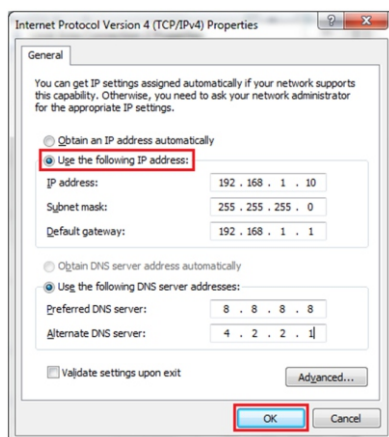 Internet Protocol Version 4 (TCP/IPv4) Properties
General
You can get IP settings assigned automatically if your network supports
this capability. Otherwise, you need to ask your network administrator
for the appropriate IP settings.
Obtain an IP address automatically
Use the following IP address:
IP address: 192 . 168 . 1 . 10
Subnet mask: 255 . 255 . 255 . 0
Default gateway: 192 . 168 . 1 . 1
Obtain DNS server address automatically
Use the following DNS server addresses:
Preferred DNS server: 8 . 8 . 8 . 8
Alternate DNS server: 4 . 2 . 2 . 1
Validate settings upon exit
Advanced...
OK Cancel